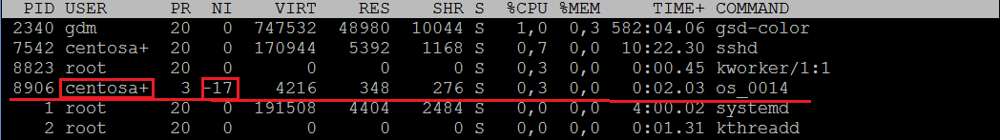 PID USER PR NI VIRT RES SHR S %CPU %MEM TIME+ COMMAND
2340 gdm 20 0 747532 48980 10044 S 1,0 0,3 582:04.06 gsd-color
7542 centosa+ 20 0 170944 5392 1168 S 0,7 0,0 10:22.30 sshd
8823 root 20 0 0 0 0 S 0,3 0,0 0:00.45 kworker/1:1
8906 centosa+ 3 -17 4216 348 276 S 0,3 0,0 0:02.03 os_0014
1 root 20 0 191508 4404 2484 S 0,0 0,0 4:00.02 systemd
2 root 20 0 0 0 0 S 0,0 0,0 0:01.31 kthreadd